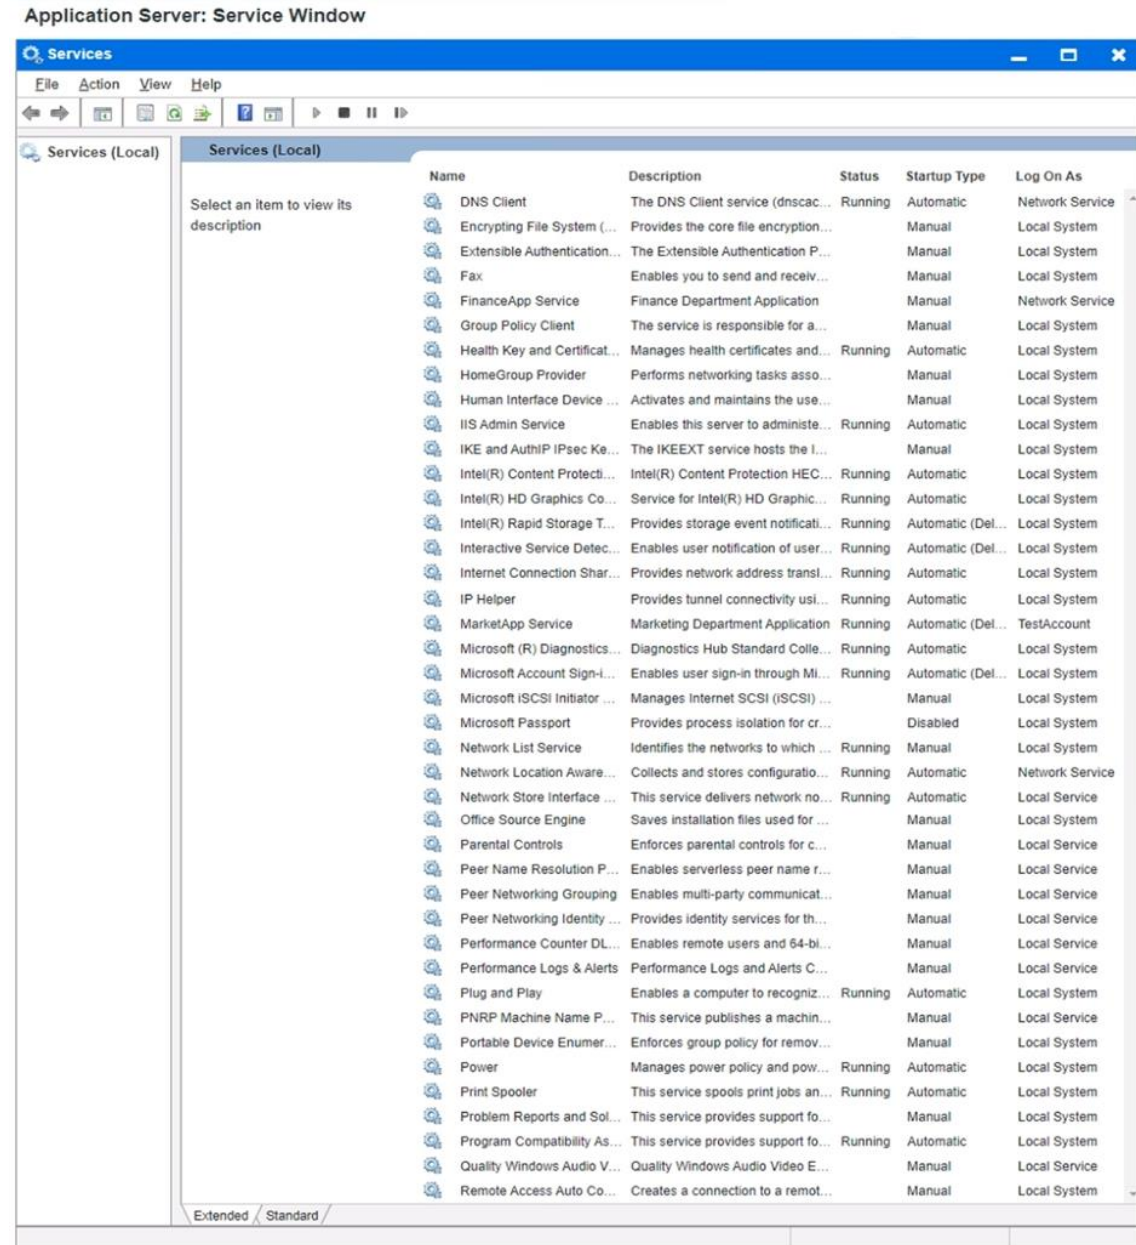 Application Server: Service Window
Services
File Action View Help
Services (Local)
Services (Local)
Select an item to view its
description
Name Description Status Startup Type Log On As
DNS Client The DNS Client service (dnscac... Running Automatic Network Service
Encrypting File System (... Provides the core file encryption... Manual Local System
Extensible Authentication... The Extensible Authentication P... Manual Local System
Fax Enables you to send and receiv... Manual Local System
FinanceApp Service Finance Department Application Manual Network Service
Group Policy Client The service is responsible for a... Manual Local System
Health Key and Certificat... Manages health certificates and... Running Automatic Local System
HomeGroup Provider Performs networking tasks asso... Manual Local System
Human Interface Device ... Activates and maintains the use... Manual Local System
IIS Admin Service Enables this server to administe... Running Automatic Local System
IKE and AuthIP IPsec Ke... The IKEEXT service hosts the I... Manual Local System
Intel(R) Content Protecti... Intel(R) Content Protection HEC... Running Automatic Local System
Intel(R) HD Graphics Co... Service for Intel(R) HD Graphic... Running Automatic Local System
Intel(R) Rapid Storage T... Provides storage event notificati... Running Automatic (Del... Local System
Interactive Service Detec... Enables user notification of user... Running Automatic (Del... Local System
Internet Connection Shar... Provides network address transl... Running Automatic Local System
IP Helper Provides tunnel connectivity usi... Running Automatic Local System
MarketApp Service Marketing Department Application Running Automatic (Del... TestAccount
Microsoft (R) Diagnostics... Diagnostics Hub Standard Colle... Running Automatic Local System
Microsoft Account Sign-i... Enables user sign-in through Mi... Running Automatic (Del... Local System
Microsoft iSCSI Initiator ... Manages Internet SCSI (iSCSI) ... Manual Local System
Microsoft Passport Provides process isolation for cr... Disabled Local System
Network List Service Identifies the networks to which ... Running Manual Local System
Network Location Aware... Collects and stores configuratio... Running Automatic Network Service
Network Store Interface ... This service delivers network no... Running Automatic Local Service
Office Source Engine Saves installation files used for ... Manual Local System
Parental Controls Enforces parental controls for c... Manual Local Service
Peer Name Resolution P... Enables serverless peer name r... Manual Local Service
Peer Networking Grouping Enables multi-party communicat... Manual Local Service
Peer Networking Identity ... Provides identity services for th... Manual Local Service
Performance Counter DL... Enables remote users and 64-bi... Manual Local Service
Performance Logs & Alerts Performance Logs and Alerts C... Manual Local Service
Plug and Play Enables a computer to recogniz... Running Automatic Local System
PNRP Machine Name P... This service publishes a machin... Manual Local Service
Portable Device Enumer... Enforces group policy for remov... Manual Local System
Power Manages power policy and pow... Running Automatic Local System
Print Spooler This service spools print jobs an... Running Automatic Local System
Problem Reports and Sol... This service provides support fo... Manual Local System
Program Compatibility As... This service provides support fo... Running Automatic Local System
Quality Windows Audio V... Quality Windows Audio Video E... Manual Local Service
Remote Access Auto Co... Creates a connection to a remot... Manual Local System
Extended Standard